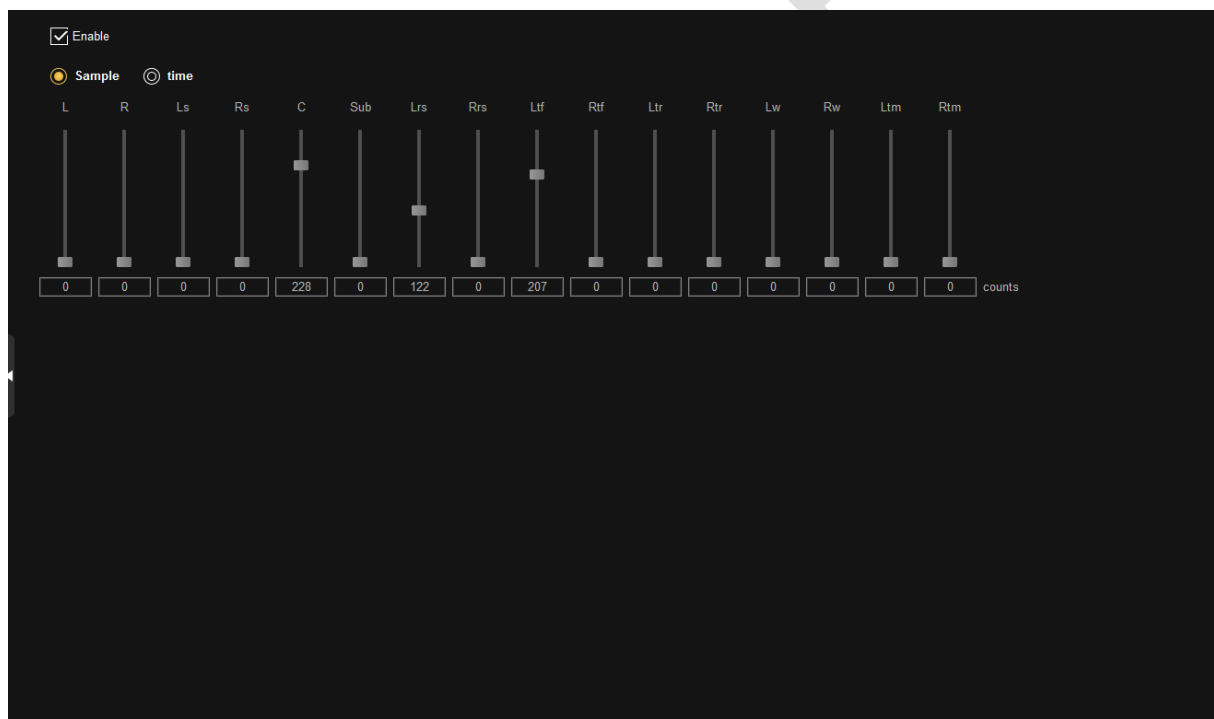 Enable
Sample time
L R Ls Rs C Sub Lrs Rrs Ltf Rtf Ltr Rtr Lw Rw Ltm Rtm
0 0 0 0 228 0 122 0 207 0 0 0 0 0 0 0 counts